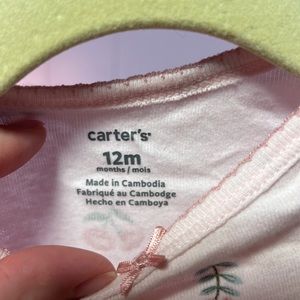 carter's
12m
months / mois
Made in Cambodia
Fabriqué au Cambodge
Hecho en Camboya